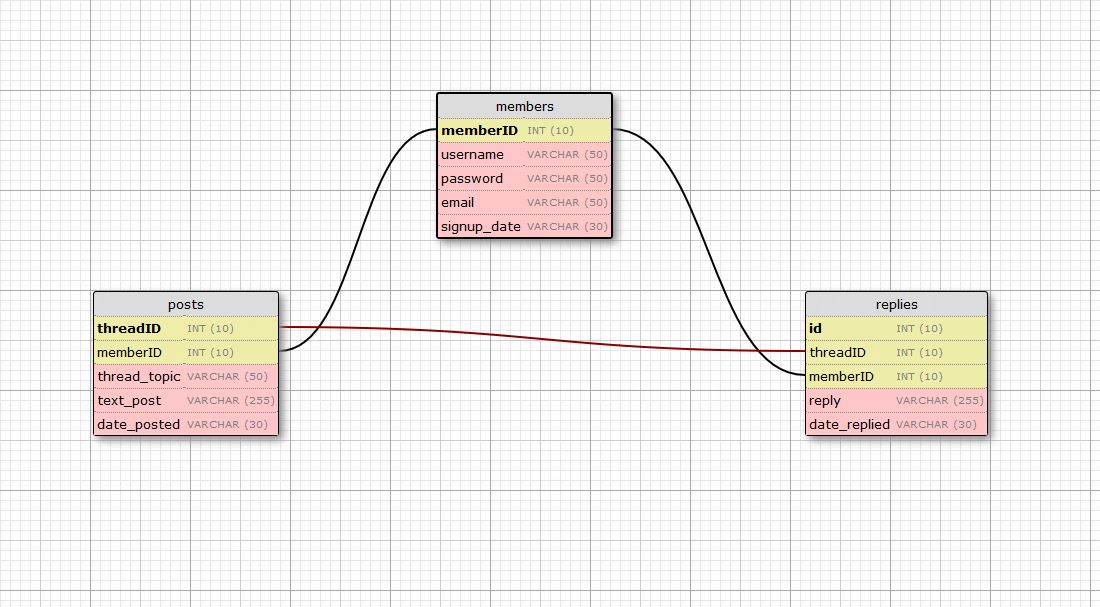 members
memberID INT (10)
username VARCHAR (50)
password VARCHAR (50)
email VARCHAR (50)
signup_date VARCHAR (30)
posts
threadID INT (10)
memberID INT (10)
thread_topic VARCHAR (50)
text_post VARCHAR (255)
date_posted VARCHAR (30)
replies
id INT (10)
threadID INT (10)
memberID INT (10)
reply VARCHAR (255)
date_replied VARCHAR (30)